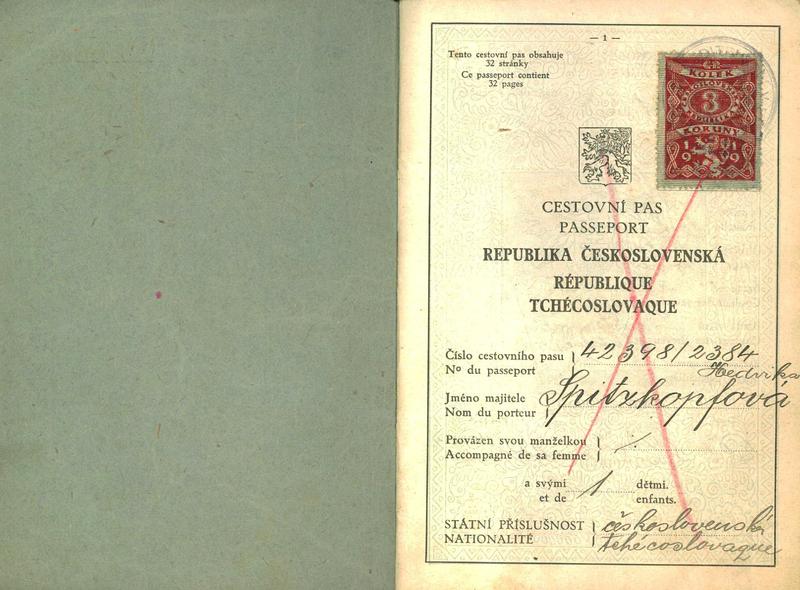 — 1 —
Tento cestovní pas obsahuje
32 stránky
Ce passeport contient
32 pages
KOLEK
3
KORUNY
1919
CESTOVNÍ PAS
PASSEPORT
REPUBLIKA ČESKOSLOVENSKÁ
RÉPUBLIQUE
TCHÉCOSLOVAQUE
Číslo cestovního pasu } 42398/2384
Nº du passeport
Hedvika
Jméno majitele } Spitzkopfová
Nom du porteur
Provázen svou manželkou }
Accompagné de sa femme
a svými 1 dětmi.
et de enfants.
STÁTNÍ PŘÍSLUŠNOST } československá
NATIONALITÉ tchécoslovaque